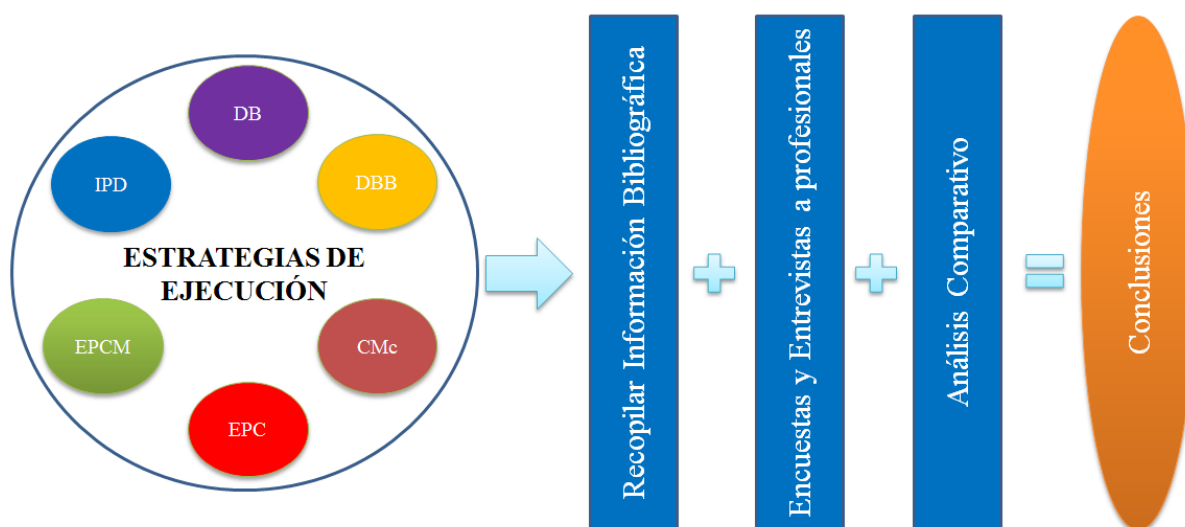 DB
IPD
DBB
ESTRATEGIAS DE
EJECUCIÓN
EPCM
CMc
EPC
Recopilar Información Bibliográfica
Encuestas y Entrevistas a profesionales
Análisis Comparativo
Conclusiones